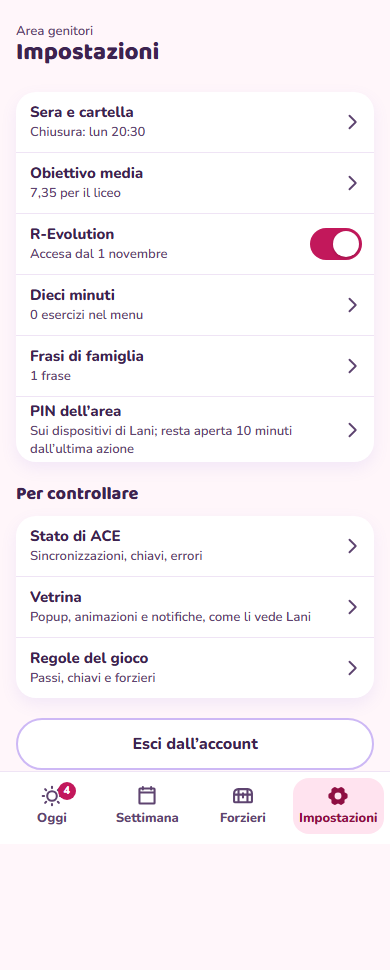 Area genitori
Impostazioni
Sera e cartella
Chiusura: lun 20:30
Obiettivo media
7,35 per il liceo
R-Evolution
Accesa dal 1 novembre
Dieci minuti
0 esercizi nel menu
Frasi di famiglia
1 frase
PIN dell’area
Sui dispositivi di Lani; resta aperta 10 minuti
dall’ultima azione
Per controllare
Stato di ACE
Sincronizzazioni, chiavi, errori
Vetrina
Popup, animazioni e notifiche, come li vede Lani
Regole del gioco
Passi, chiavi e forzieri
Esci dall’account
4
Oggi
Settimana
Forzieri
Impostazioni